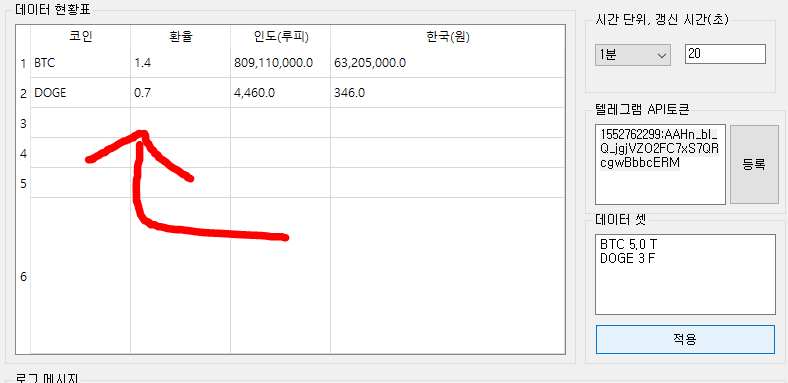 데이터 현황표
코인 환율 인도(루피) 한국(원)
1 BTC 1.4 809,110,000.0 63,205,000.0
2 DOGE 0.7 4,460.0 346.0
3
4
5
6
시간 단위, 갱신 시간(초)
1분 20
텔레그램 API토큰
1552762299:AAHn_bl_
Q_jgjVZO2FC7xS7QR
cgwBbbcERM
등록
데이터 셋
BTC 5,0 T
DOGE 3 F
적용
로그 메시지